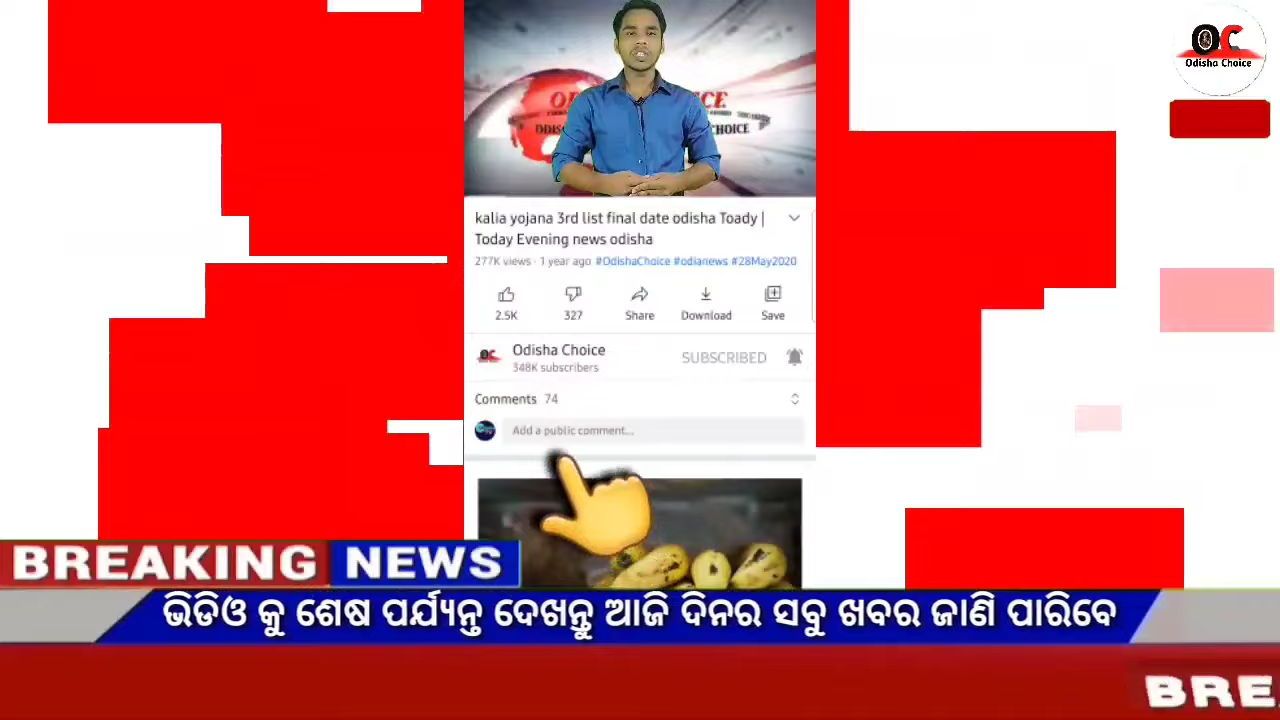 OC
Odisha Choice
kalia yojana 3rd list final date odisha Toady |
Today Evening news odisha
277K views · 1 year ago #OdishaChoice #odianews #28May2020
2.5K 327 Share Download Save
OC
Odisha Choice
348K subscribers
SUBSCRIBED
Comments 74
Add a public comment...
BREAKING NEWS
ଭିଡିଓ କୁ ଶେଷ ପର୍ଯ୍ୟନ୍ତ ଦେଖନ୍ତୁ ଆଜି ଦିନର ସବୁ ଖବର ଜାଣି ପାରିବେ
BRE